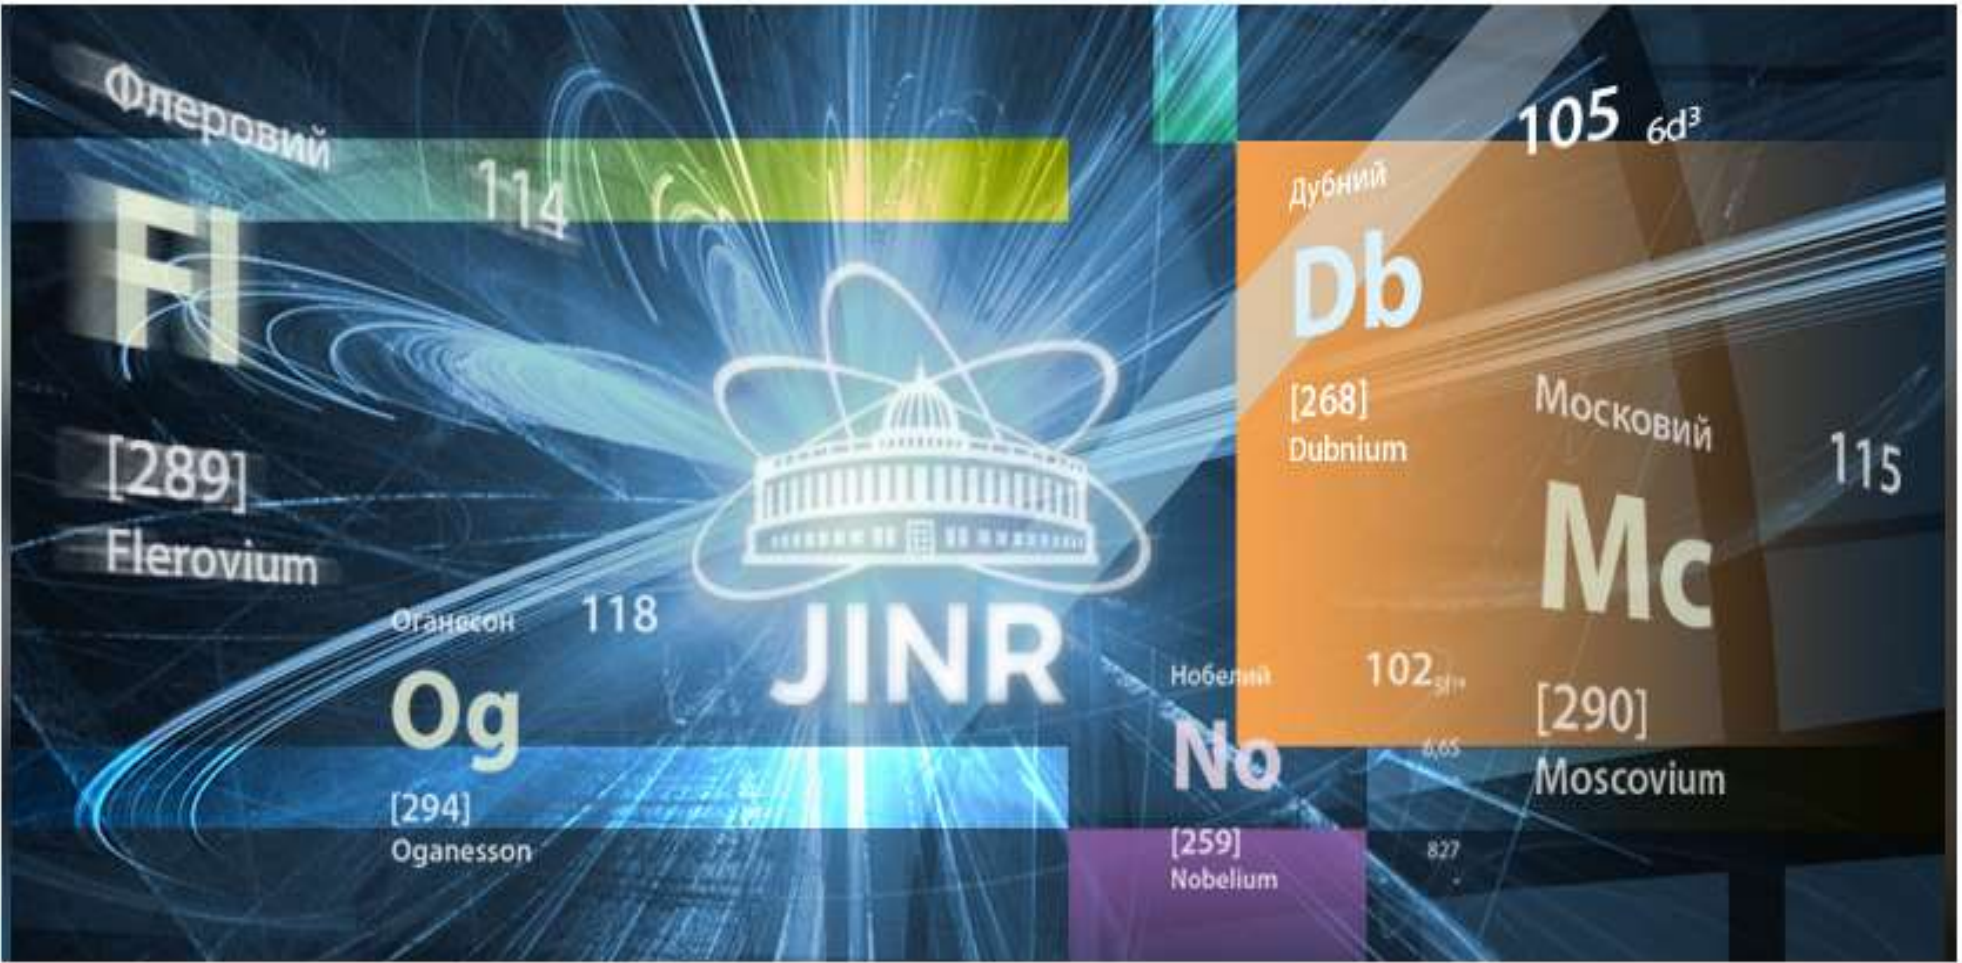 Флеровий
114
Fl
[289]
Flerovium
Оганесон
118
Og
[294]
Oganesson
JINR
105 6d³
Дубний
Db
[268]
Dubnium
Московий
115
Mc
[290]
Moscovium
Нобелий
102
No
6,65
[259]
827
Nobelium